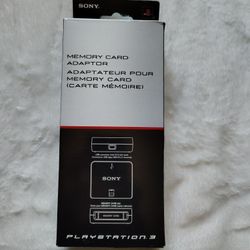 SONY
MEMORY CARD
ADAPTOR
ADAPTATEUR POUR
MEMORY CARD
(CARTE MÉMOIRE)
SONY
PLAYSTATION 3